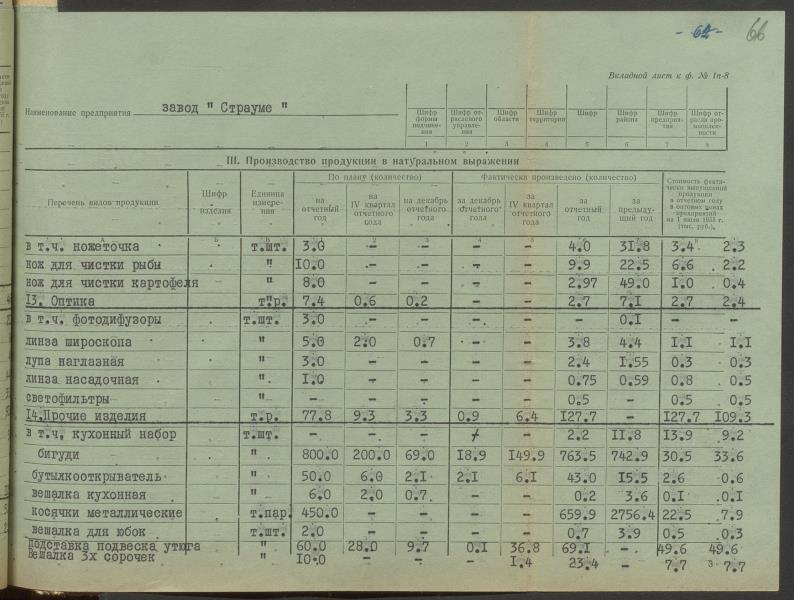 - 62 -
66
Вкладной лист к ф. № 1п-8
Наименование предприятия завод " Страуме "
Шифр формы подчинения Шифр отраслевого управления Шифр области Шифр территории Шифр Шифр района Шифр предприятия Шифр отрасли промышленности
1 2 3 4 5 6 7 8
III. Производство продукции в натуральном выражении
Перечень видов продукции Шифр изделия Единица измерения По плану (количество) Фактически произведено (количество) Стоимость фактически выпущенной продукции в отчетном году в оптовых ценах предприятий на 1 июля 1955 г. (тыс. руб.)
на отчетный год на IV квартал отчетного года на декабрь отчетного года за декабрь отчетного года за IV квартал отчетного года за отчетный год за предыдущий год
в т.ч. ножеточка т.шт. 3.0 - - - - 4.0 31.8 3.4 2.3
нож для чистки рыбы " 10.0 - - - - 9.9 22.5 6.6 2.2
нож для чистки картофеля " 8.0 - - - - 2.97 49.0 1.0 0.4
13. Оптика т.р. 7.4 0.6 0.2 - - 2.7 7.1 2.7 2.4
в т.ч. фотодифузоры т.шт. 3.0 - - - - 0.1 - -
линза широскопа " 5.0 2.0 0.7 - - 3.8 4.4 1.1 1.1
лупа наглазная " 3.0 - - - - 2.4 1.55 0.3 0.3
линза насадочная " 1.0 - - - - 0.75 0.59 0.8 0.5
светофильтры " - - - - - 0.5 - 0.5 0.5
14.Прочие изделия т.р. 77.8 9.3 3.3 0.9 6.4 127.7 - 127.7 109.3
в т.ч. кухонный набор т.шт. - - - - - 2.2 11.8 13.9 9.2
бигуди " 800.0 200.0 69.0 18.9 149.9 763.5 742.9 30.5 33.6
бутылкооткрыватель " 50.0 6.0 2.1 2.1 6.1 43.0 15.5 2.6 0.6
вешалка кухонная " 6.0 2.0 0.7 - - 0.2 3.6 0.1 .01
косячки металлические т.пар. 450.0 - - - - 659.9 2756.4 22.5 7.9
вешалка для юбок т.шт. 2.0 - - - - 0.7 3.9 0.5 0.3
подставка подвеска утюга " 60.0 28.0 9.7 0.1 36.8 69.1 - 49.6 49.6
вешалка 3х сорочек " 10.0 - - - 1.4 23.4 - 7.7 7.7